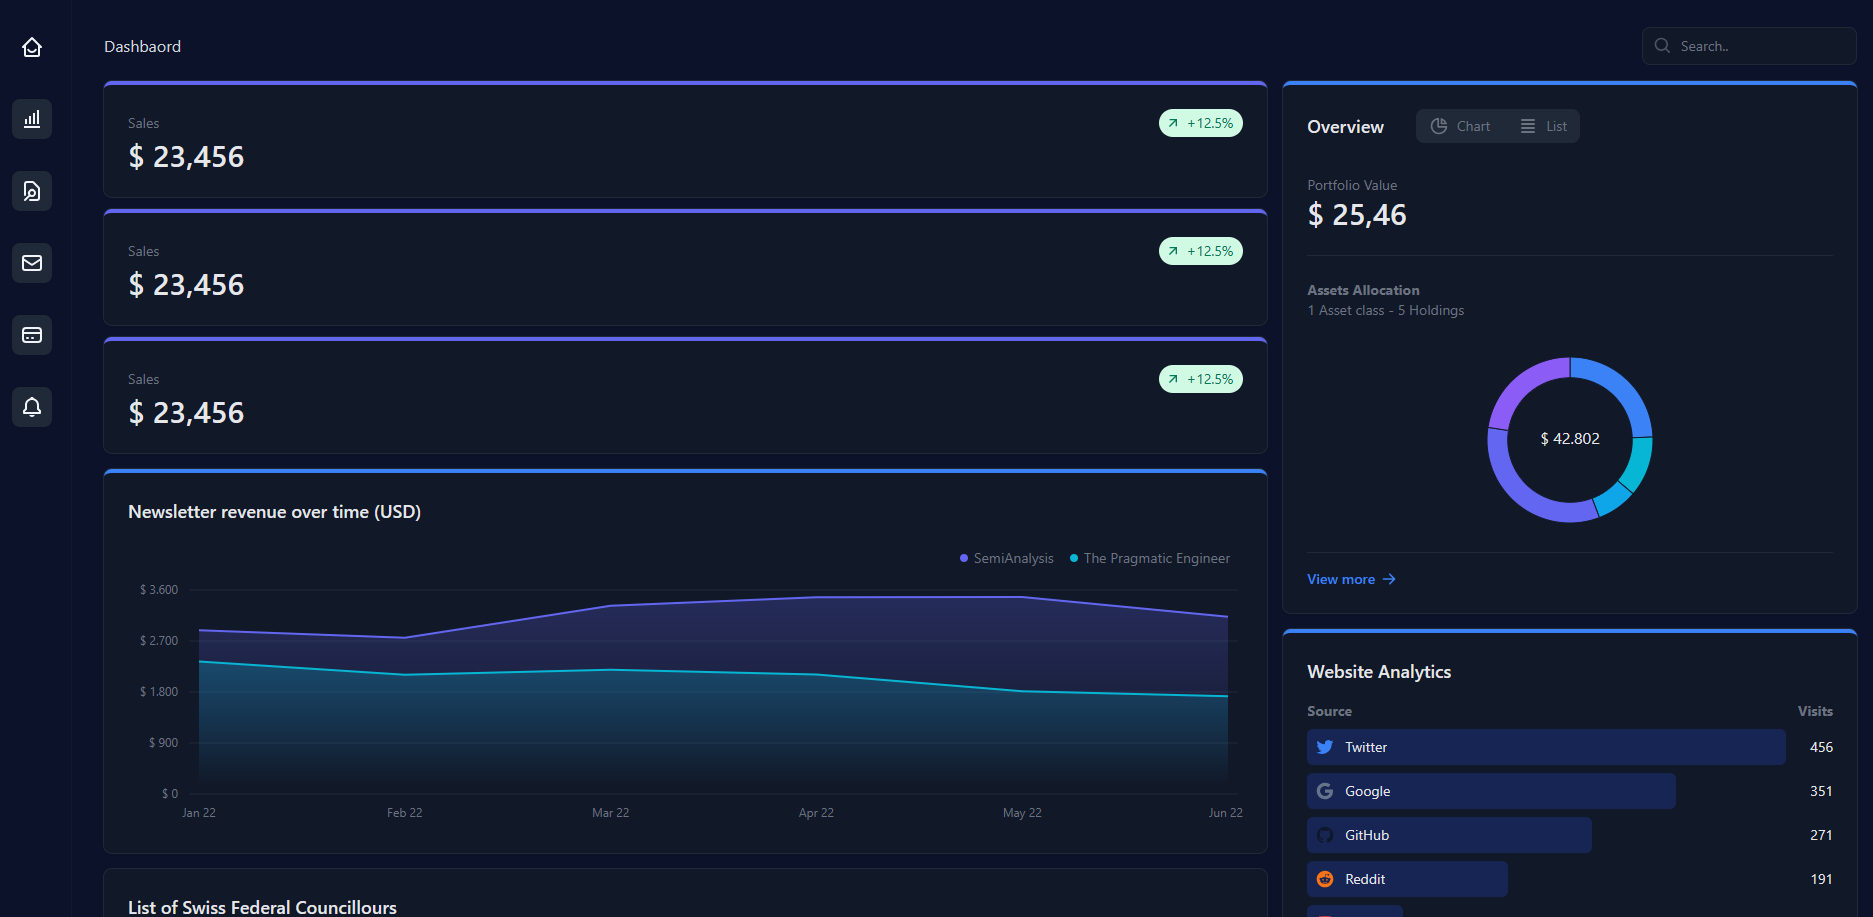 Dashbaord
Search..
Sales
+12.5%
$ 23,456
Sales
+12.5%
$ 23,456
Sales
+12.5%
$ 23,456
Newsletter revenue over time (USD)
SemiAnalysis The Pragmatic Engineer
$ 3.600
$ 2.700
$ 1.800
$ 900
$ 0
Jan 22 Feb 22 Mar 22 Apr 22 May 22 Jun 22
List of Swiss Federal Councillours
Overview Chart List
Portfolio Value
$ 25,46
Assets Allocation
1 Asset class - 5 Holdings
$ 42.802
View more
Website Analytics
Source Visits
Twitter 456
Google 351
GitHub 271
Reddit 191